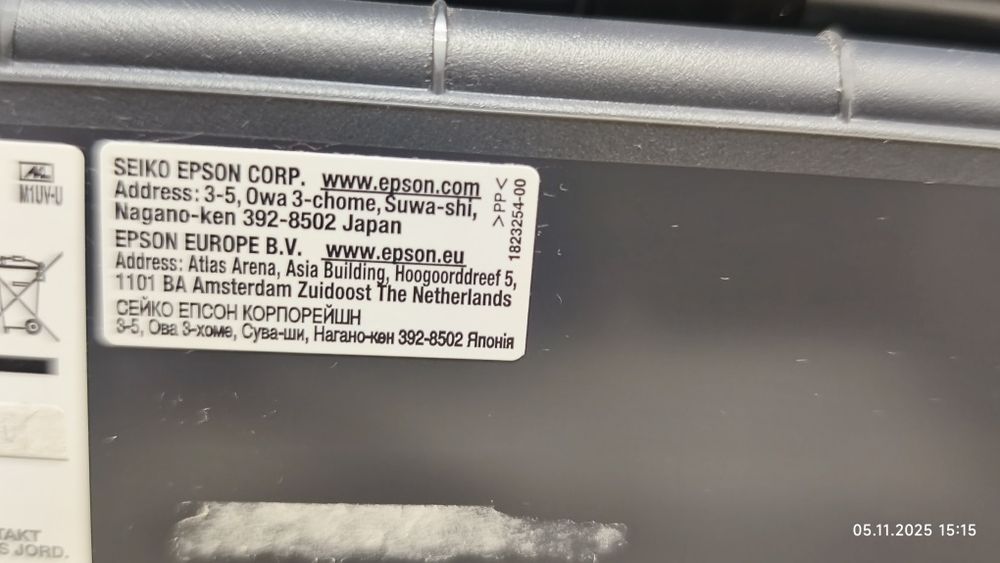 M1UV-U
SEIKO EPSON CORP. www.epson.com
Address: 3-5, Owa 3-chome, Suwa-shi,
Nagano-ken 392-8502 Japan
EPSON EUROPE B.V. www.epson.eu
Address: Atlas Arena, Asia Building, Hoogoorddreef 5,
1101 BA Amsterdam Zuidoost The Netherlands
СЕЙКО ЕПСОН КОРПОРЕЙШН
3-5, Ова 3-хоме, Сува-ши, Нагано-кен 392-8502 Японія
>PP<
1823254-00
TAKT
S JORD.
05.11.2025 15:15